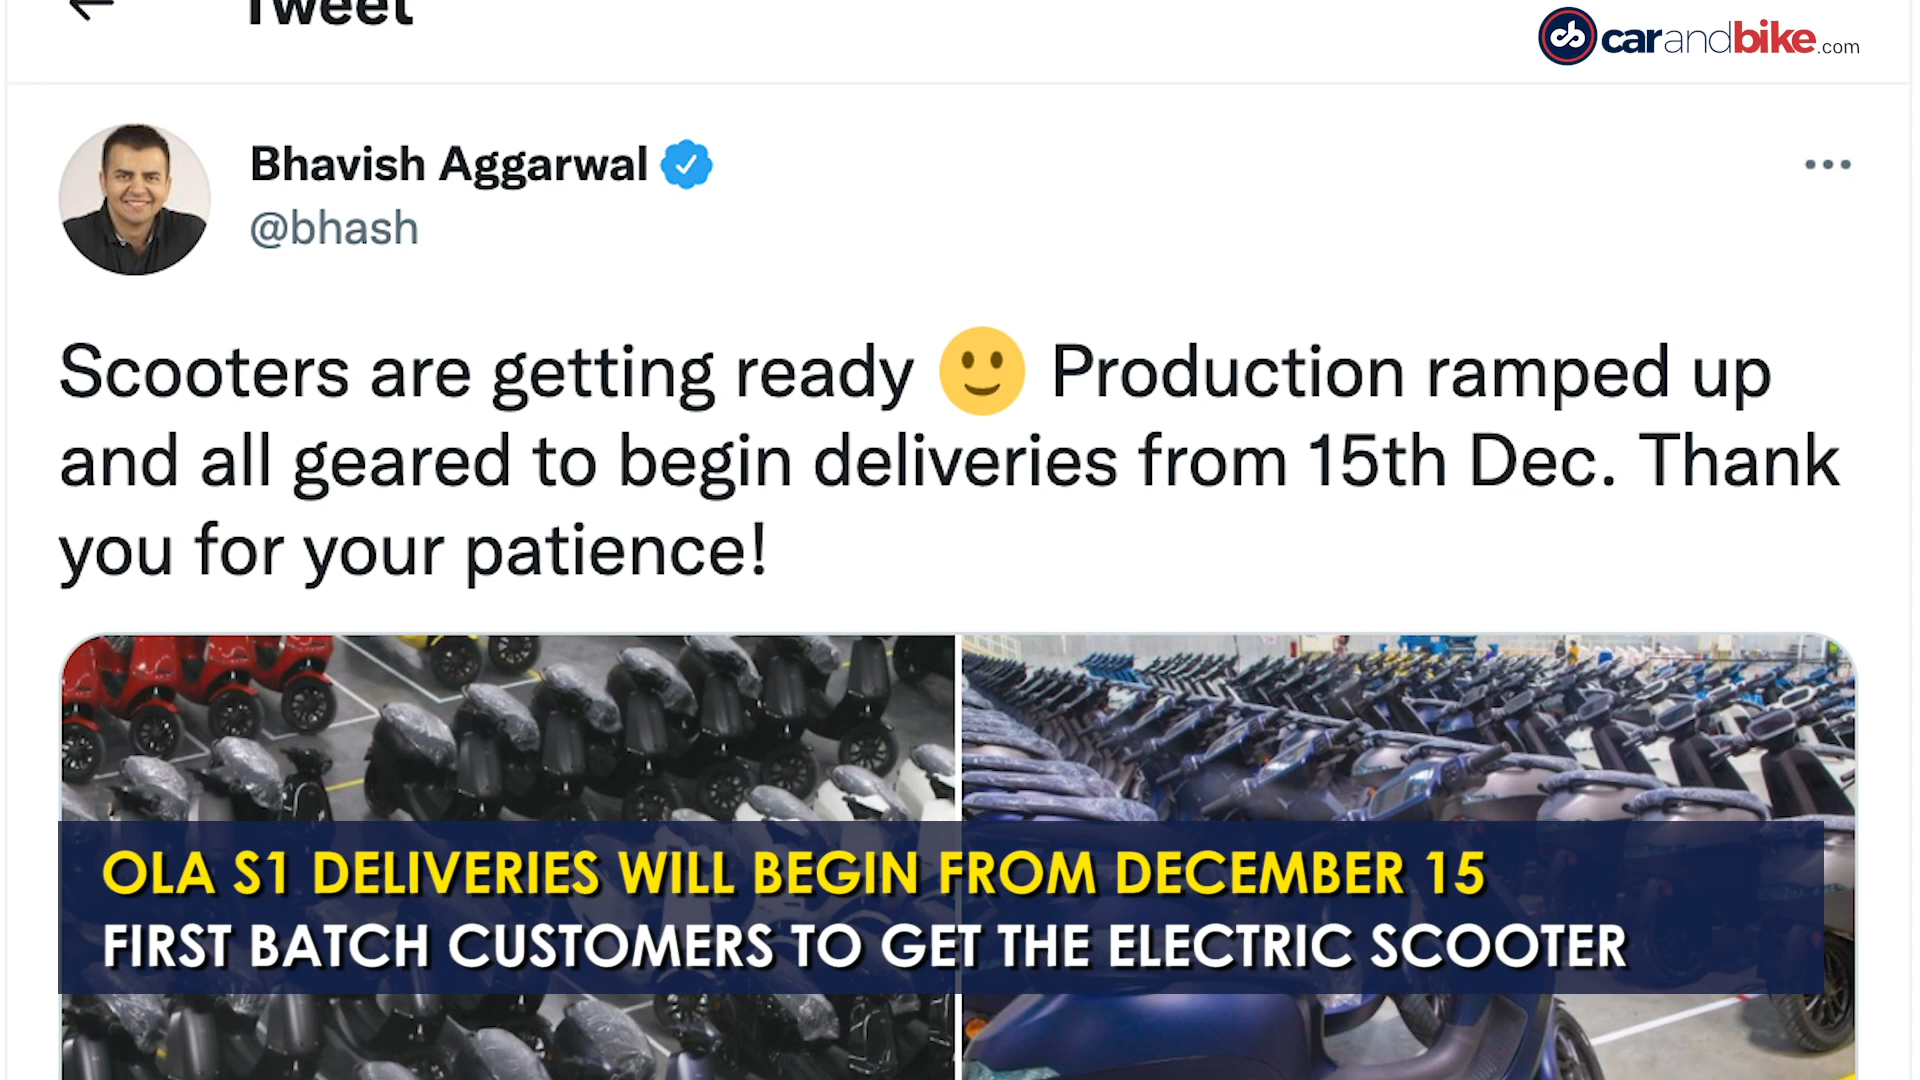 Tweet
carandbike.com
Bhavish Aggarwal
@bhash
Scooters are getting ready 🙂 Production ramped up
and all geared to begin deliveries from 15th Dec. Thank
you for your patience!
OLA S1 DELIVERIES WILL BEGIN FROM DECEMBER 15
FIRST BATCH CUSTOMERS TO GET THE ELECTRIC SCOOTER